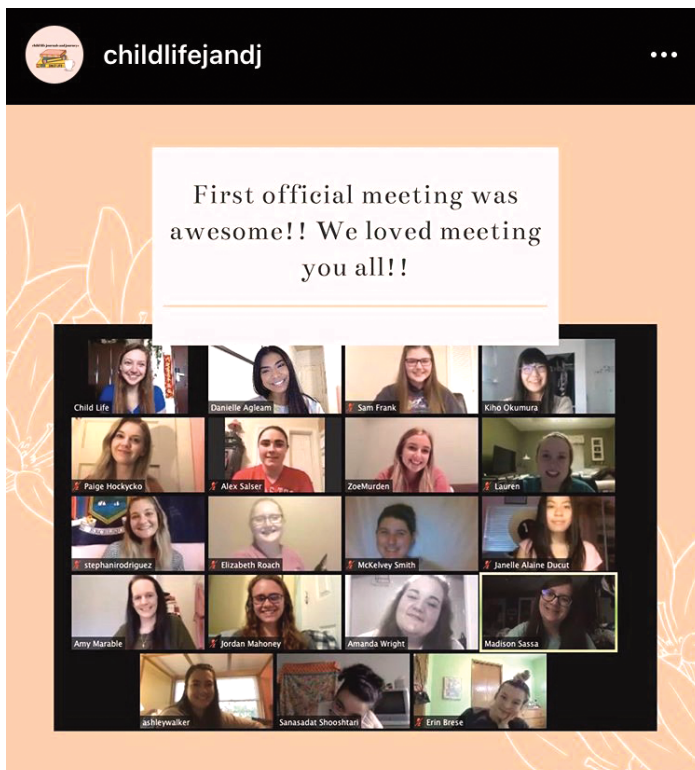 childlifejandj
First official meeting was
awesome!! We loved meeting
you all!!
Child Life
Danielle Agleam
Sam Frank
Kiho Okumura
Paige Hockycko
Alex Salser
ZoeMurden
Lauren
stephanirodriguez
Elizabeth Roach
McKelvey Smith
Janelle Alaine Ducut
Amy Marable
Jordan Mahoney
Amanda Wright
Madison Sassa
ashleywalker
Sanasadat Shooshtari
Erin Brese